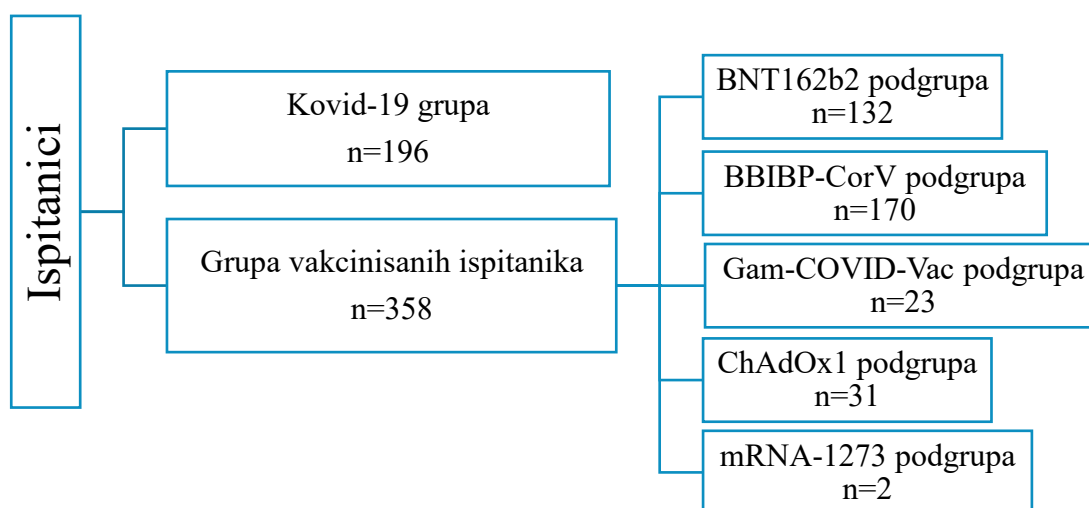 Ispitanici
Kovid-19 grupa
n=196
Grupa vakcinisanih ispitanika
n=358
BNT162b2 podgrupa
n=132
BBIBP-CorV podgrupa
n=170
Gam-COVID-Vac podgrupa
n=23
ChAdOx1 podgrupa
n=31
mRNA-1273 podgrupa
n=2